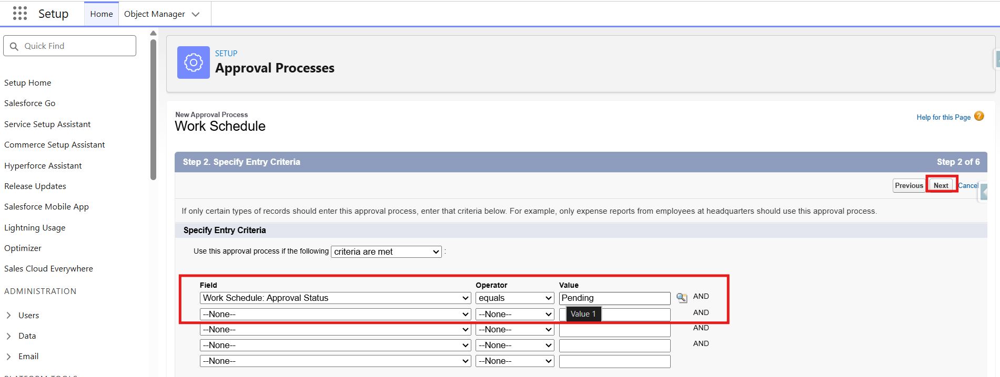 Setup Home Object Manager
Quick Find
Setup Home
Salesforce Go
Service Setup Assistant
Commerce Setup Assistant
Hyperforce Assistant
Release Updates
Salesforce Mobile App
Lightning Usage
Optimizer
Sales Cloud Everywhere
ADMINISTRATION
Users
Data
Email
PLATFORM TOOLS
SETUP
Approval Processes
New Approval Process
Work Schedule
Help for this Page ?
Step 2. Specify Entry Criteria Step 2 of 6
Previous Next Cancel
If only certain types of records should enter this approval process, enter that criteria below. For example, only expense reports from employees at headquarters should use this approval process.
Specify Entry Criteria
Use this approval process if the following criteria are met :
Field Operator Value
Work Schedule: Approval Status equals Pending AND
--None-- --None-- Value 1 AND
--None-- --None-- AND
--None-- --None-- AND
--None-- --None--